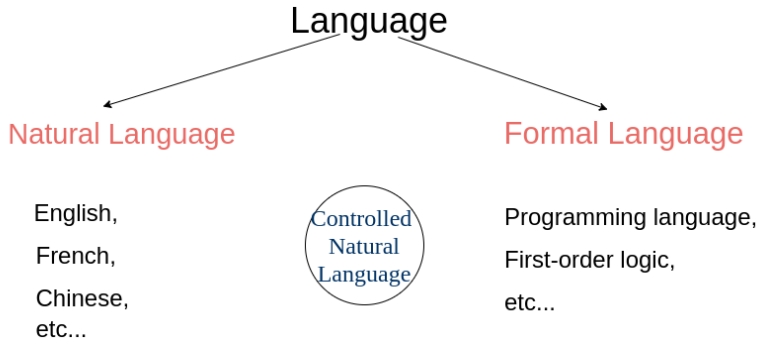 Language
Natural Language
Formal Language
English,
French,
Chinese,
etc...
Controlled
Natural
Language
Programming language,
First-order logic,
etc...